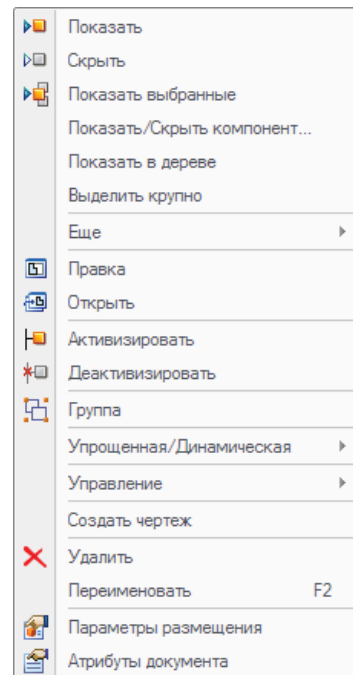 Показать
Скрыть
Показать выбранные
Показать/Скрыть компонент...
Показать в дереве
Выделить крупно
Еще
Правка
Открыть
Активизировать
Деактивизировать
Группа
Упрощенная/Динамическая
Управление
Создать чертеж
Удалить
Переименовать F2
Параметры размещения
Атрибуты документа